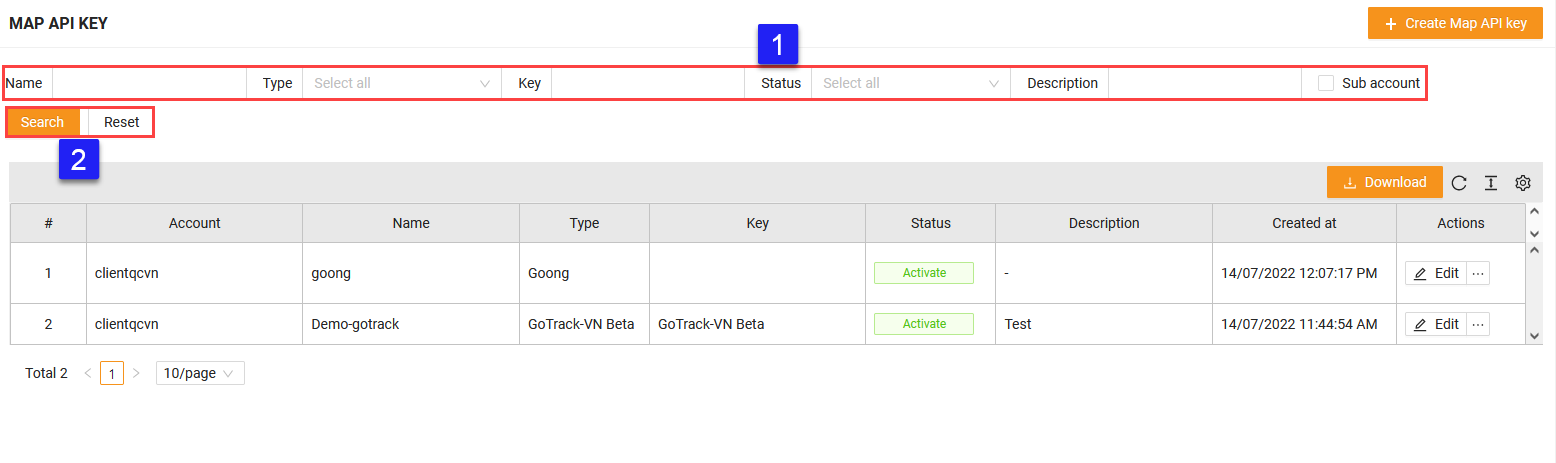 MAP API KEY
+ Create Map API key
1
Name Type Select all Key Status Select all Description Sub account
Search Reset
2
Download
# Account Name Type Key Status Description Created at Actions
1 clientqcvn goong Goong Activate - 14/07/2022 12:07:17 PM Edit ...
2 clientqcvn Demo-gotrack GoTrack-VN Beta GoTrack-VN Beta Activate Test 14/07/2022 11:44:54 AM Edit ...
Total 2 < 1 > 10/page